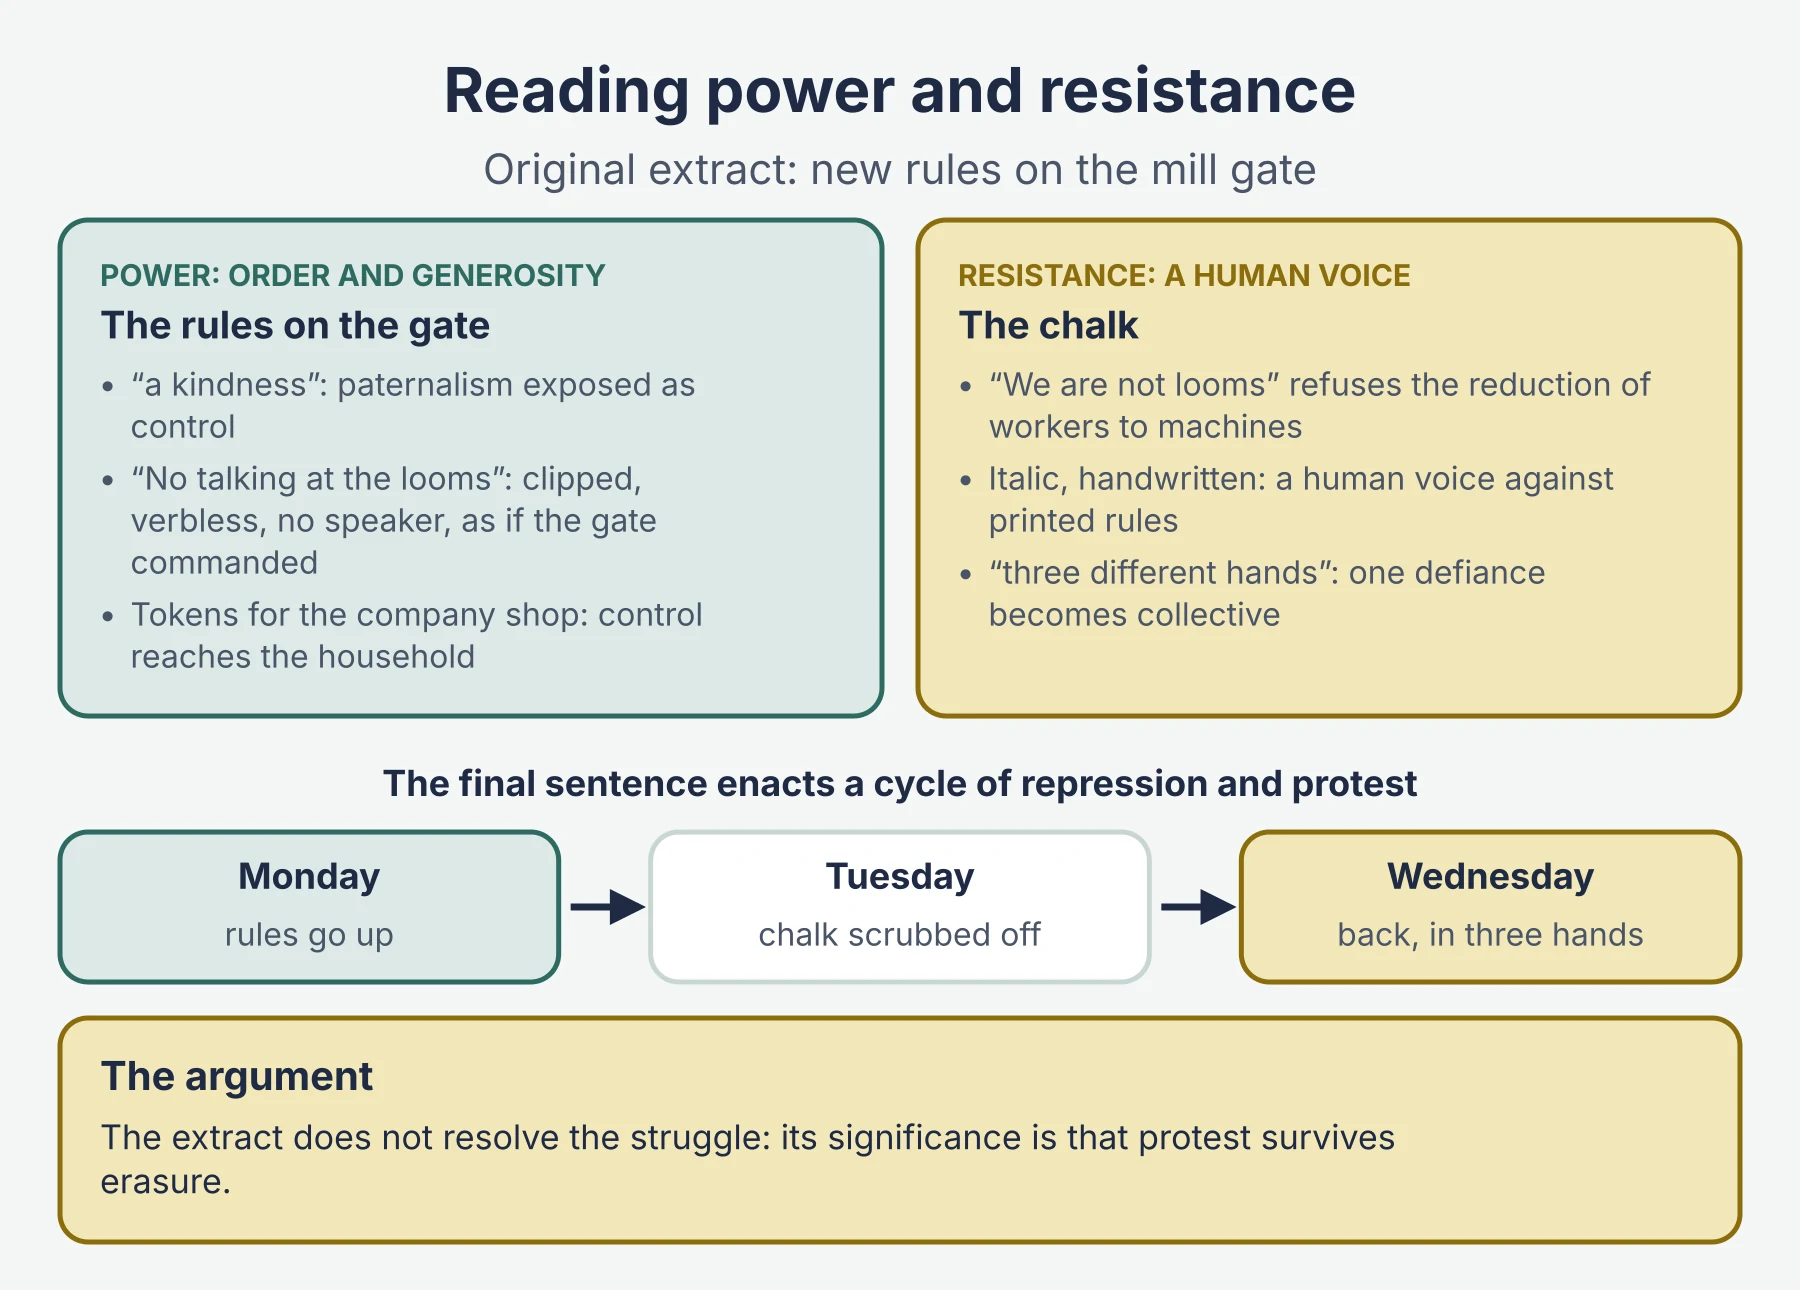 Reading power and resistance
Original extract: new rules on the mill gate
POWER: ORDER AND GENEROSITY
The rules on the gate
• “a kindness”: paternalism exposed as
control
• “No talking at the looms”: clipped,
verbless, no speaker, as if the gate
commanded
• Tokens for the company shop: control
reaches the household
RESISTANCE: A HUMAN VOICE
The chalk
• “We are not looms” refuses the reduction of
workers to machines
• Italic, handwritten: a human voice against
printed rules
• “three different hands”: one defiance
becomes collective
The final sentence enacts a cycle of repression and protest
Monday
rules go up
Tuesday
chalk scrubbed off
Wednesday
back, in three hands
The argument
The extract does not resolve the struggle: its significance is that protest survives
erasure.